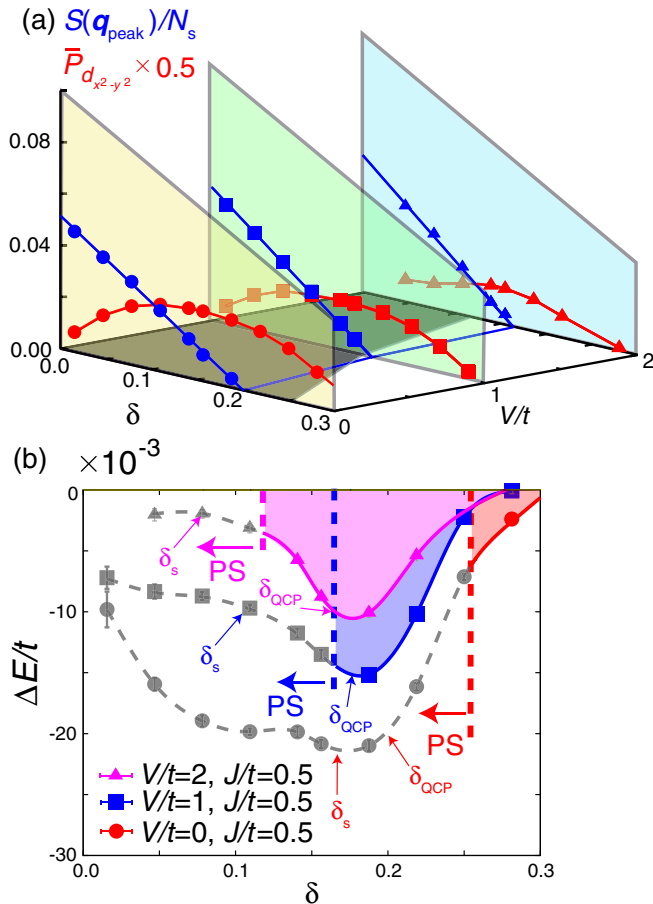 (a) S(q_peak)/N_s
P̄_{d_{x²-y²}} × 0.5
0.08
0.04
0.00
0.0
0.1
0.2
0.3
δ
0
1
2
V/t
(b) ×10⁻³
0
-10
-20
-30
ΔE/t
δ_s
PS
δ_QCP
δ_s
PS
δ_QCP
PS
δ_QCP
δ_s
V/t=2, J/t=0.5
V/t=1, J/t=0.5
V/t=0, J/t=0.5
0.0
0.1
0.2
0.3
δ